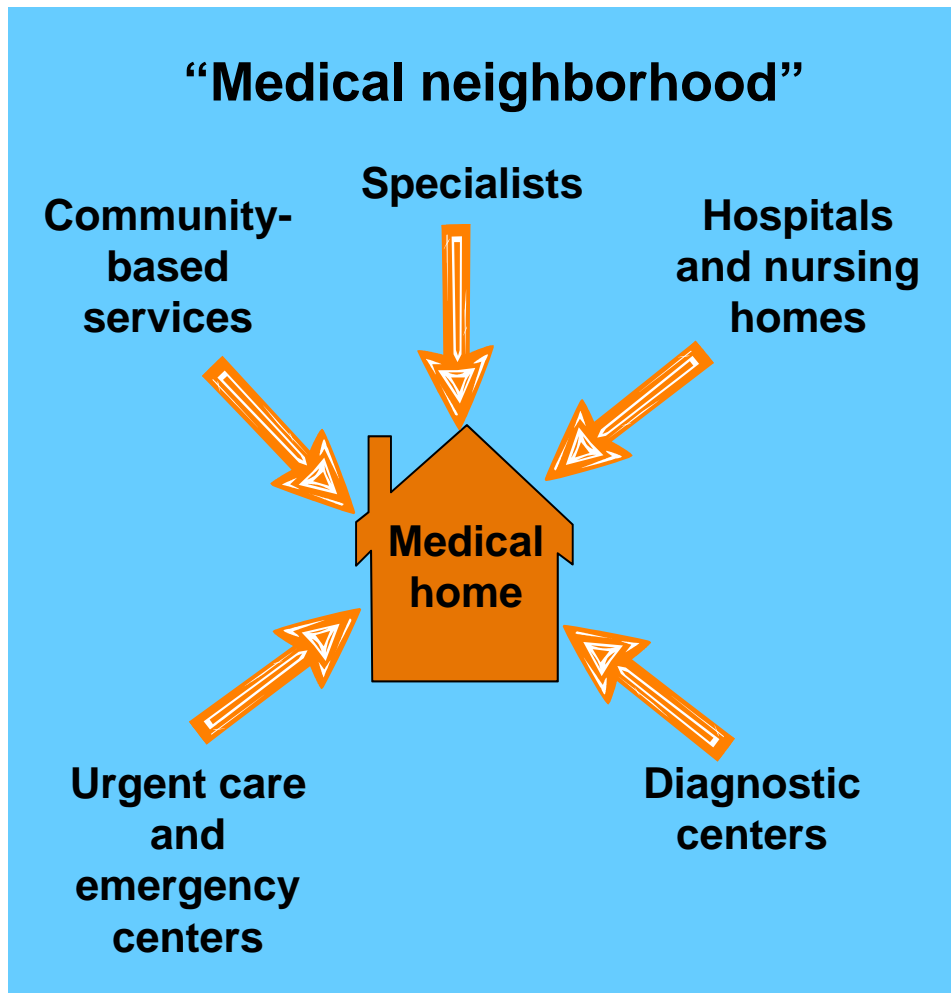 “Medical neighborhood”
Specialists
Community-
based
services
Hospitals
and nursing
homes
Medical
home
Urgent care
and
emergency
centers
Diagnostic
centers